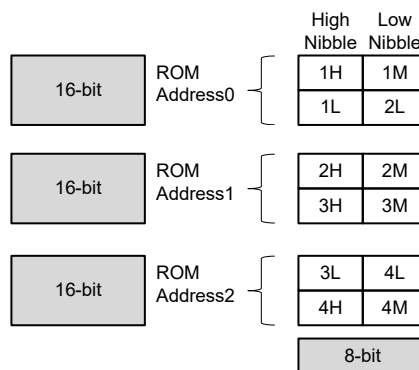 High Nibble
Low Nibble
16-bit
ROM
Address0
1H 1M
1L 2L
16-bit
ROM
Address1
2H 2M
3H 3M
16-bit
ROM
Address2
3L 4L
4H 4M
8-bit